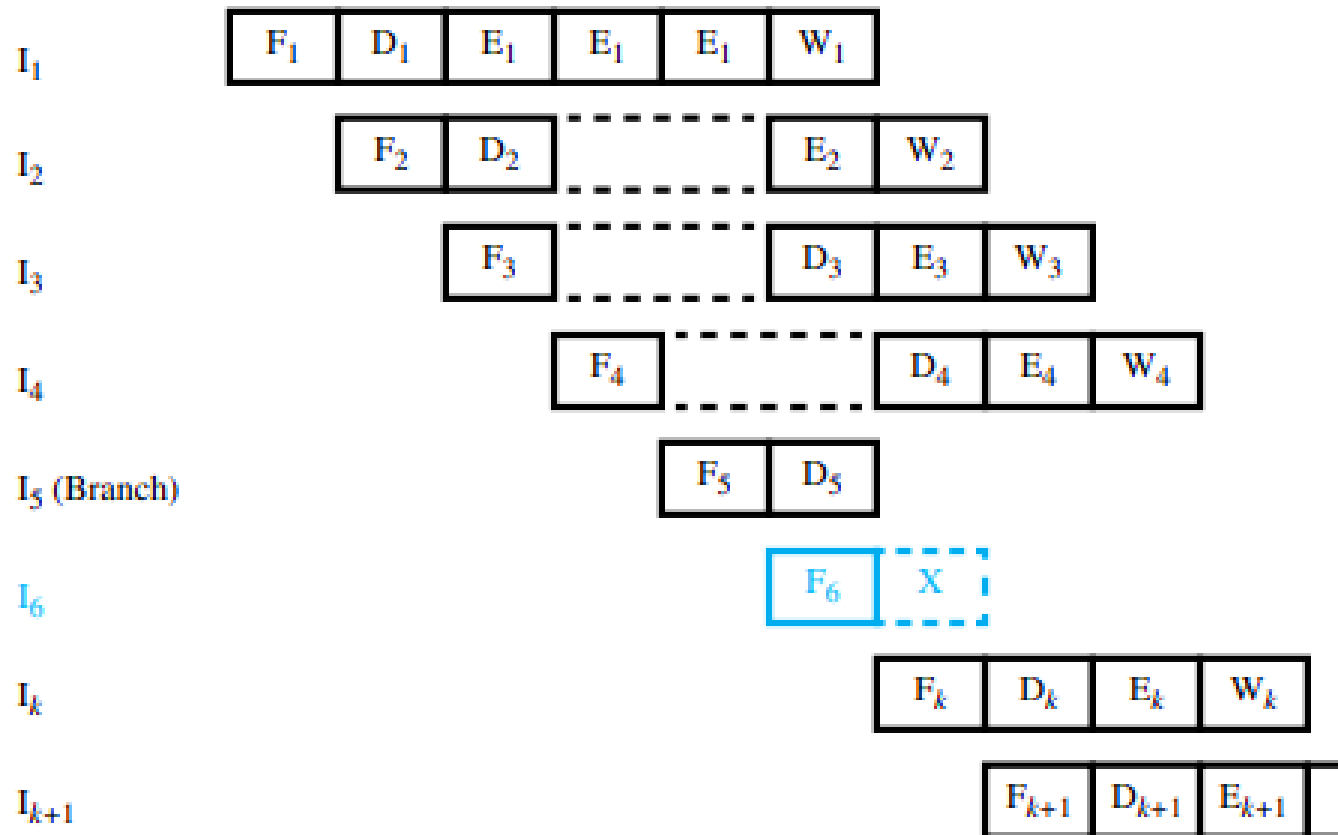 I₁ F₁ D₁ E₁ E₁ E₁ W₁
I₂ F₂ D₂ E₂ W₂
I₃ F₃ D₃ E₃ W₃
I₄ F₄ D₄ E₄ W₄
I₅ (Branch) F₅ D₅
I₆ F₆ X
Iₖ Fₖ Dₖ Eₖ Wₖ
Iₖ₊₁ Fₖ₊₁ Dₖ₊₁ Eₖ₊₁